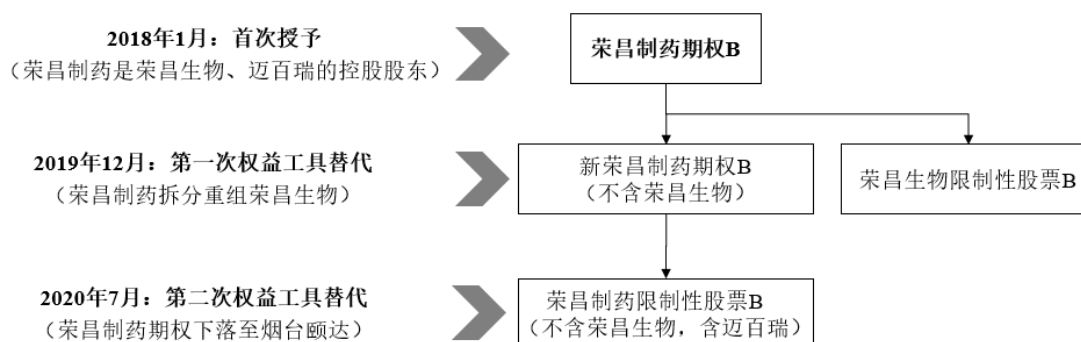 2018年1月：首次授予
（荣昌制药是荣昌生物、迈百瑞的控股股东）
荣昌制药期权B
2019年12月：第一次权益工具替代
（荣昌制药拆分重组荣昌生物）
新荣昌制药期权B
（不含荣昌生物）
荣昌生物限制性股票B
2020年7月：第二次权益工具替代
（荣昌制药期权下落至烟台颐达）
荣昌制药限制性股票B
（不含荣昌生物，含迈百瑞）